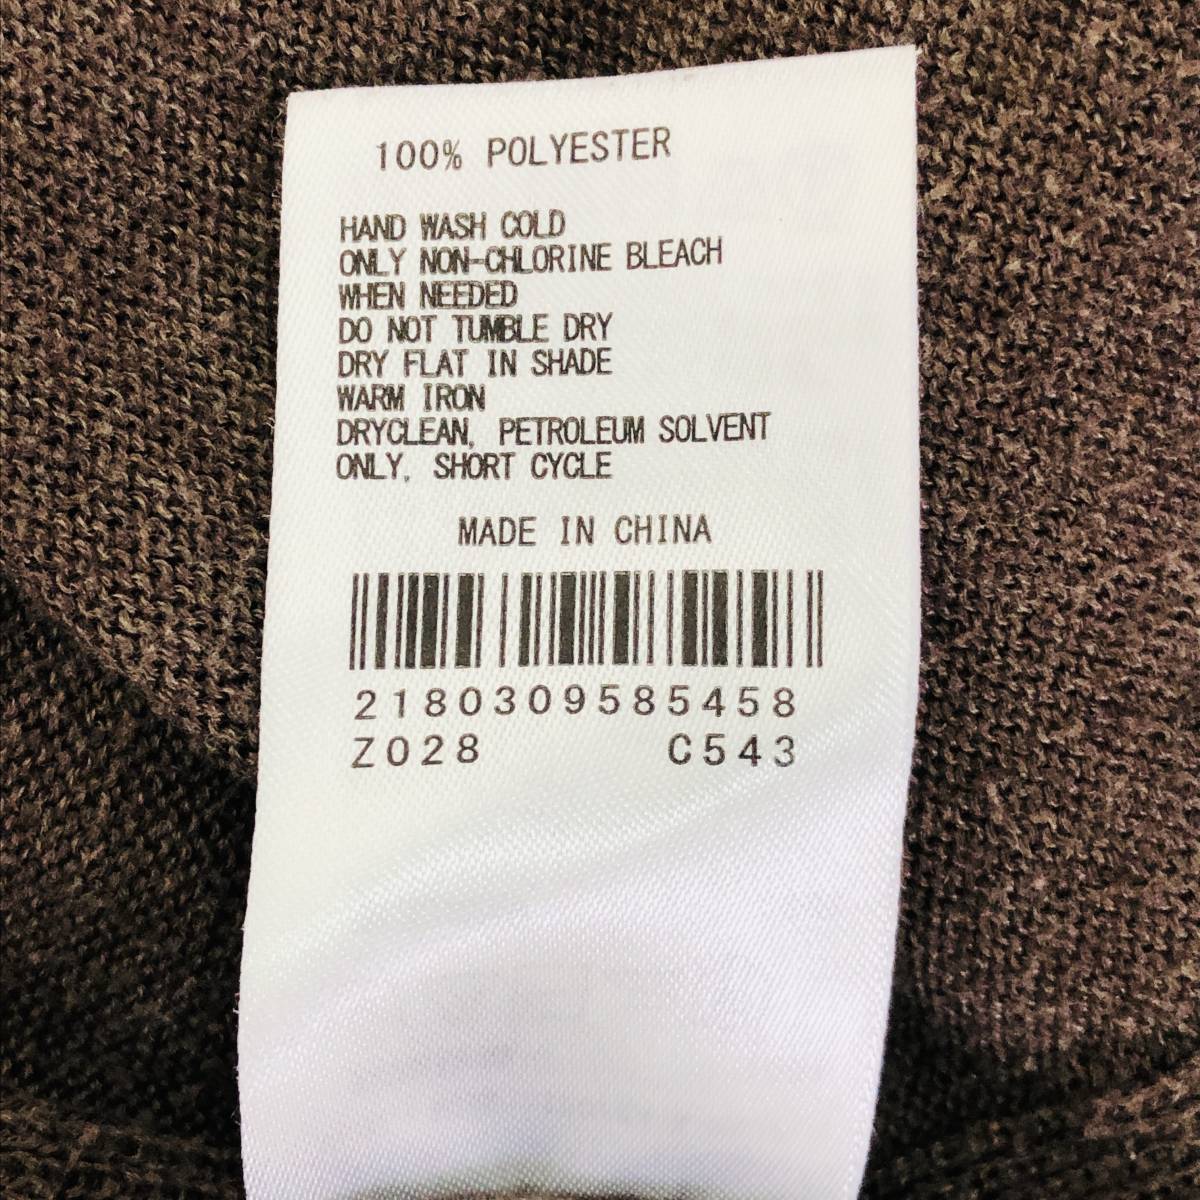 100% POLYESTER
HAND WASH COLD
ONLY NON-CHLORINE BLEACH
WHEN NEEDED
DO NOT TUMBLE DRY
DRY FLAT IN SHADE
WARM IRON
DRYCLEAN, PETROLEUM SOLVENT
ONLY, SHORT CYCLE
MADE IN CHINA
2180309585458
Z028 C543